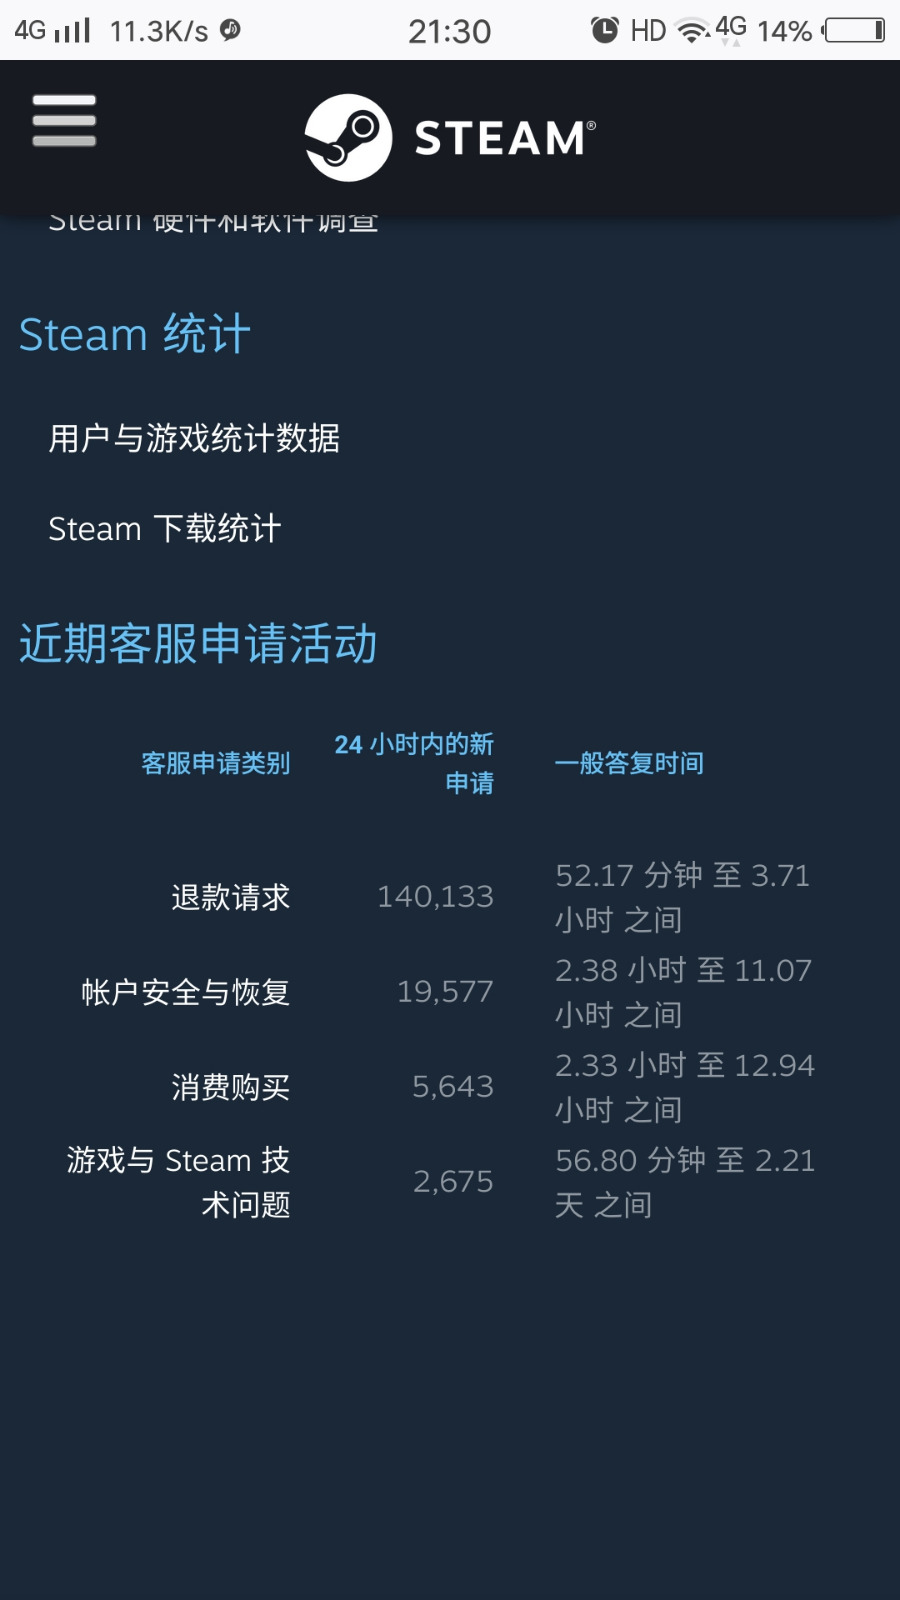 4G 11.3K/s 21:30 HD 4G 14%
STEAM®
Steam 硬件和软件调查
Steam 统计
用户与游戏统计数据
Steam 下载统计
近期客服申请活动
客服申请类别
24 小时内的新
申请
一般答复时间
退款请求
140,133
52.17 分钟 至 3.71
小时 之间
帐户安全与恢复
19,577
2.38 小时 至 11.07
小时 之间
消费购买
5,643
2.33 小时 至 12.94
小时 之间
游戏与 Steam 技
术问题
2,675
56.80 分钟 至 2.21
天 之间